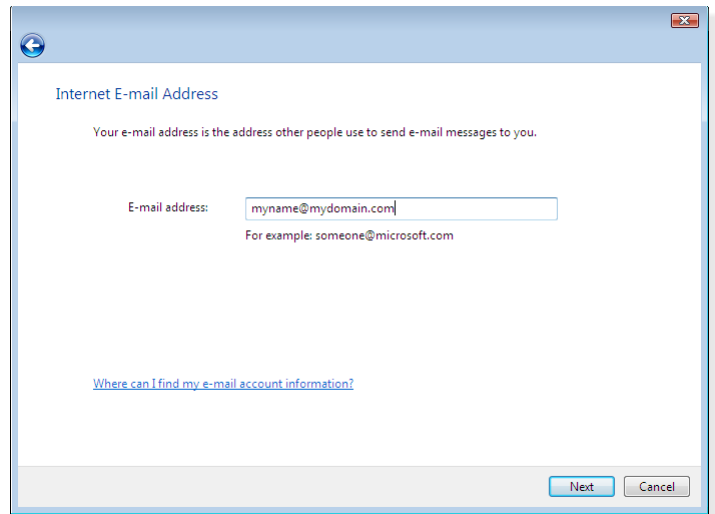 Internet E-mail Address
Your e-mail address is the address other people use to send e-mail messages to you.
E-mail address: myname@mydomain.com
For example: someone@microsoft.com
Where can I find my e-mail account information?
Next Cancel